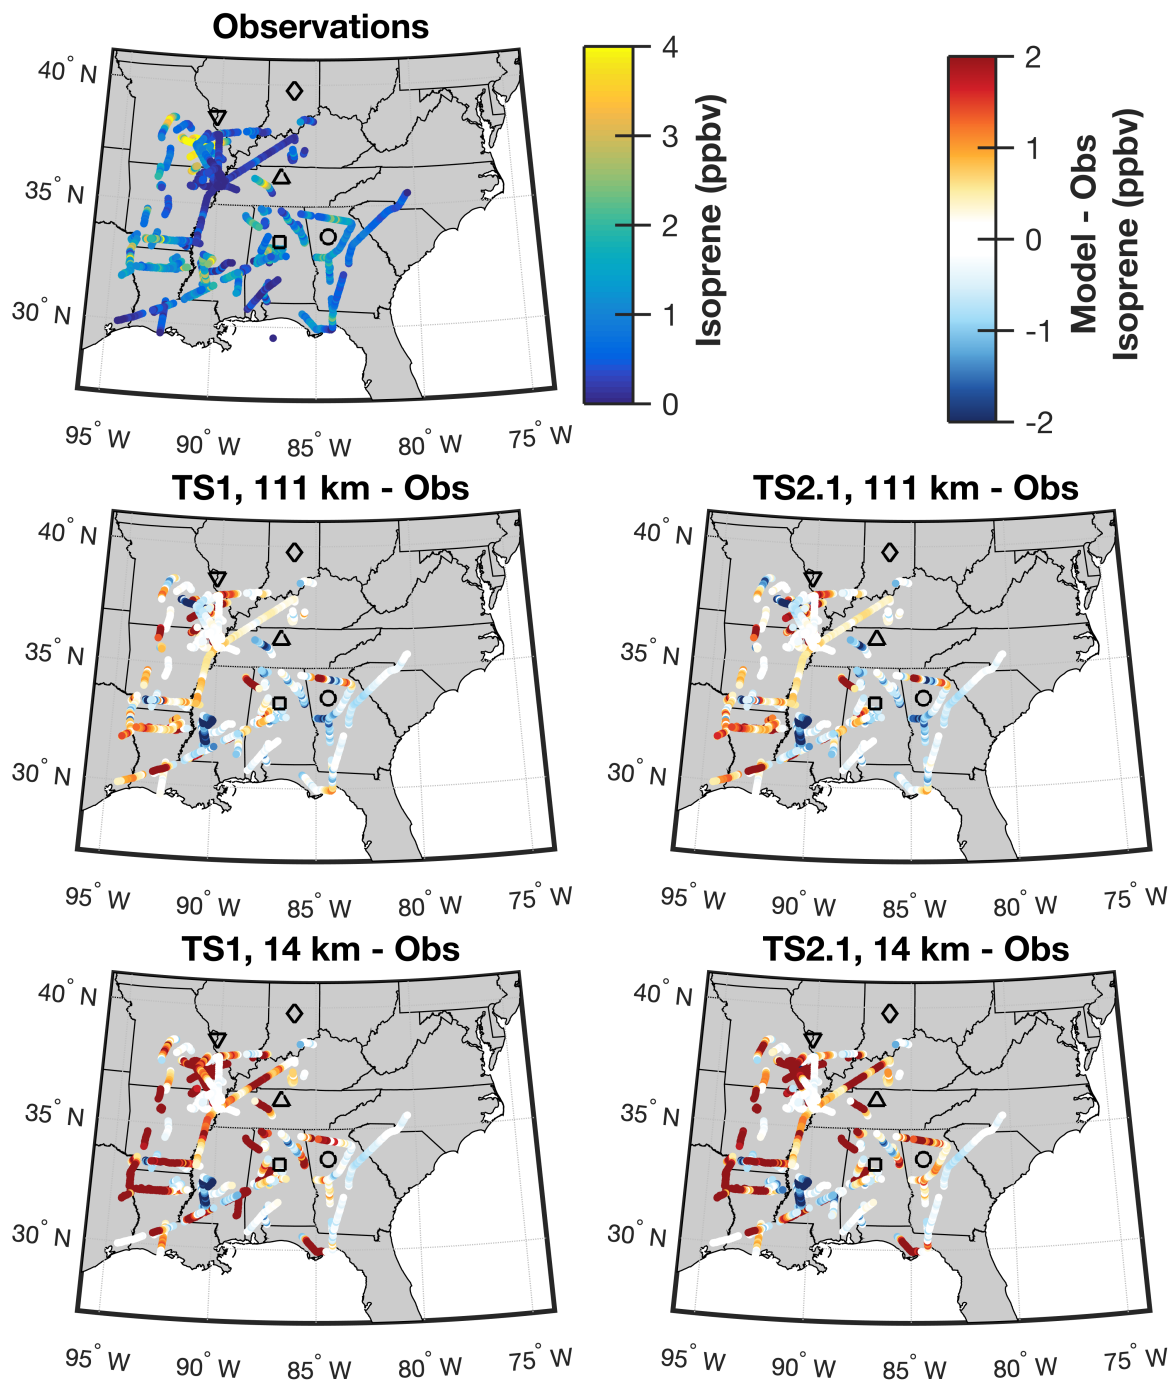 Observations
40° N
35° N
30° N
95° W
90° W
85° W
80° W
75° W
4
3
2
1
0
Isoprene (ppbv)
2
1
0
-1
-2
Model - Obs
Isoprene (ppbv)
TS1, 111 km - Obs
40° N
35° N
30° N
95° W
90° W
85° W
80° W
75° W
TS2.1, 111 km - Obs
40° N
35° N
30° N
95° W
90° W
85° W
80° W
75° W
TS1, 14 km - Obs
40° N
35° N
30° N
95° W
90° W
85° W
80° W
75° W
TS2.1, 14 km - Obs
40° N
35° N
30° N
95° W
90° W
85° W
80° W
75° W